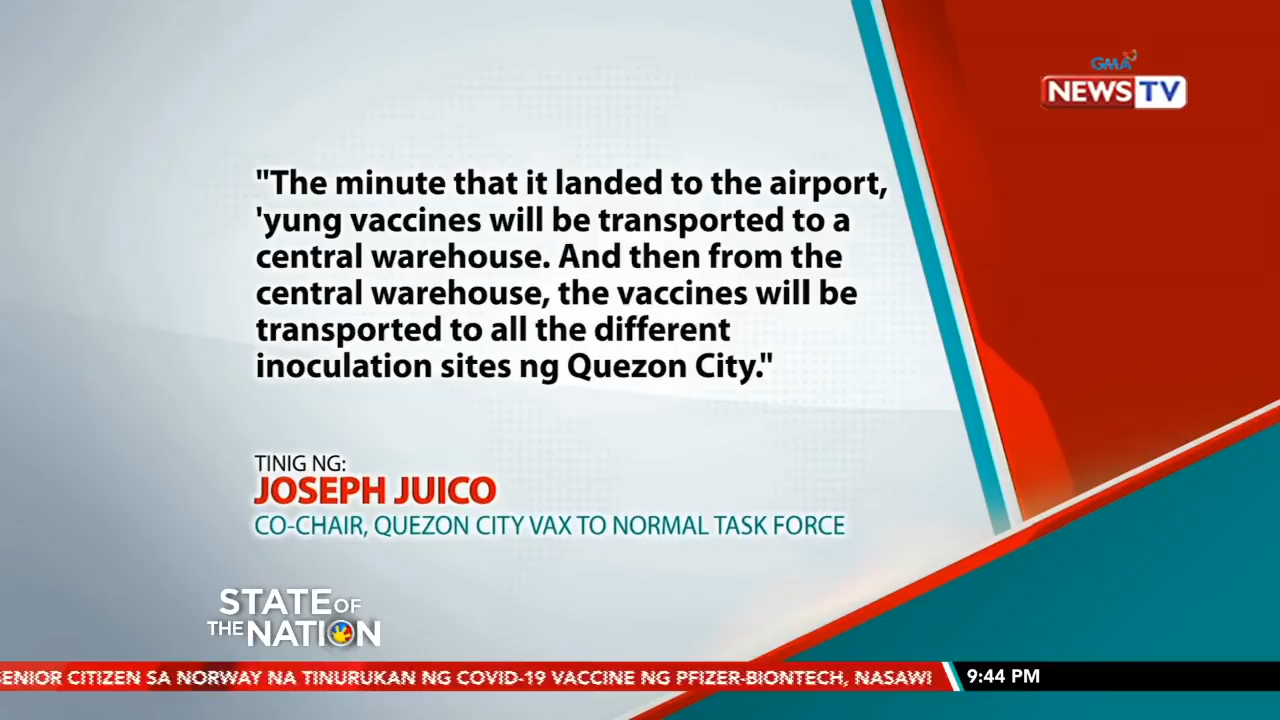 GMA
NEWS TV
"The minute that it landed to the airport,
'yung vaccines will be transported to a
central warehouse. And then from the
central warehouse, the vaccines will be
transported to all the different
inoculation sites ng Quezon City."
TINIG NG:
JOSEPH JUICO
CO-CHAIR, QUEZON CITY VAX TO NORMAL TASK FORCE
STATE OF
THE NATION
SENIOR CITIZEN SA NORWAY NA TINURUKAN NG COVID-19 VACCINE NG PFIZER-BIONTECH, NASAWI
9:44 PM